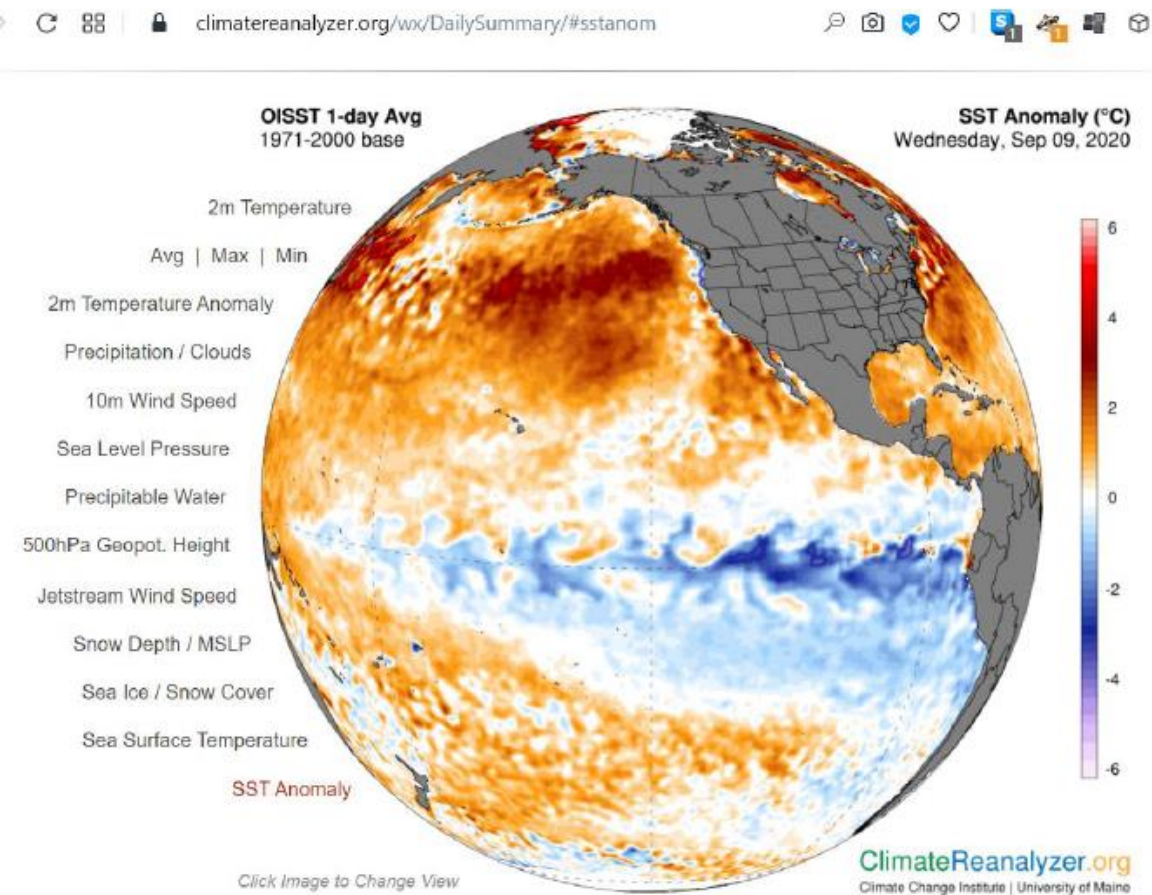 climatereanalyzer.org/wx/DailySummary/#sstanom
1
1
OISST 1-day Avg
1971-2000 base
SST Anomaly (°C)
Wednesday, Sep 09, 2020
2m Temperature
Avg | Max | Min
2m Temperature Anomaly
Precipitation / Clouds
10m Wind Speed
Sea Level Pressure
Precipitable Water
500hPa Geopot. Height
Jetstream Wind Speed
Snow Depth / MSLP
Sea Ice / Snow Cover
Sea Surface Temperature
SST Anomaly
6
4
2
0
-2
-4
-6
Click Image to Change View
ClimateReanalyzer.org
Climate Change Institute | University of Maine